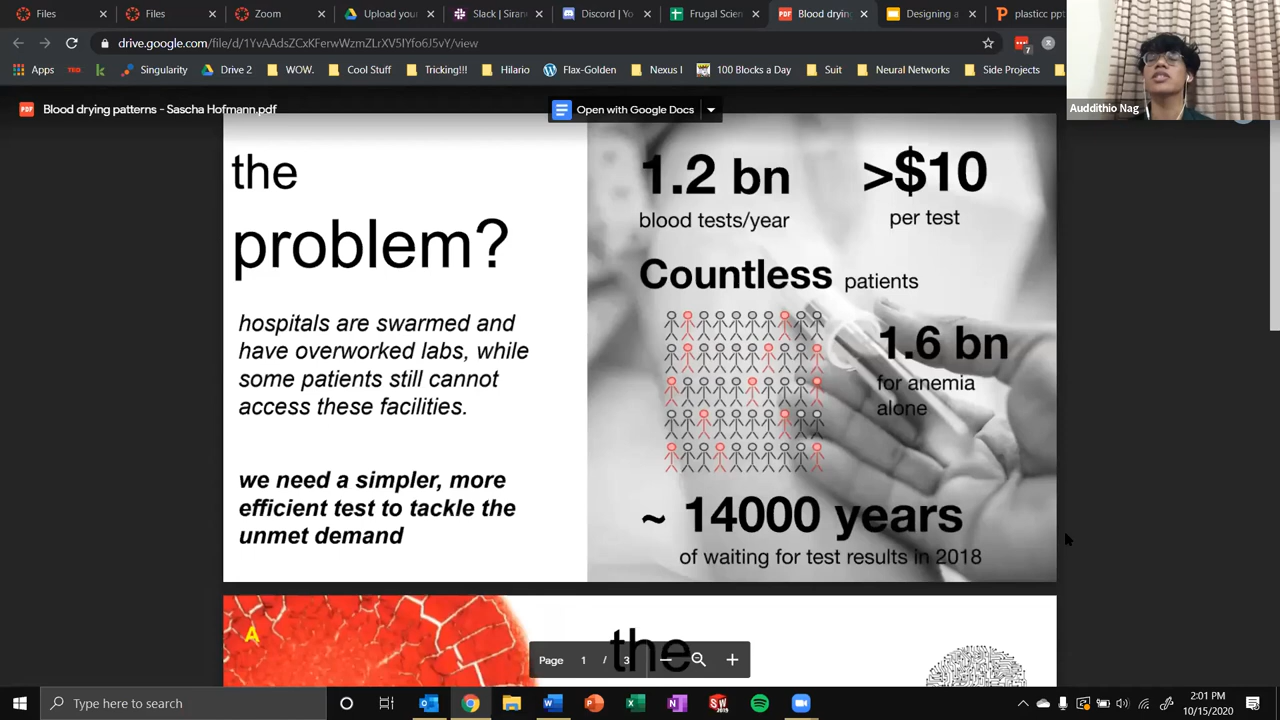 Files
Files
Zoom
Upload your
Slack | Siran
Discord | Yo
Frugal Scien
Blood drying
Designing a
plasticc ppt
drive.google.com/file/d/1YvAAdsZCxKFawWzmZLrXV5IYfo6J5vY/view
Apps
Singularity
Drive 2
WOW.
Cool Stuff
Tricking
Hilario
Flax-Golden
Nexus I
100 Blocks a Day
Suit
Neural Networks
Side Projects
Auddithio Nag
Blood drying patterns - Sascha Hofmann.pdf
Open with Google Docs
the
problem?
hospitals are swarmed and
have overworked labs, while
some patients still cannot
access these facilities.
we need a simpler, more
efficient test to tackle the
unmet demand
1.2 bn
blood tests/year
>$10
per test
Countless patients
1.6 bn
for anemia
alone
~ 14000 years
of waiting for test results in 2018
A
the
Page 1 / 3
Type here to search
2:01 PM
10/15/2020